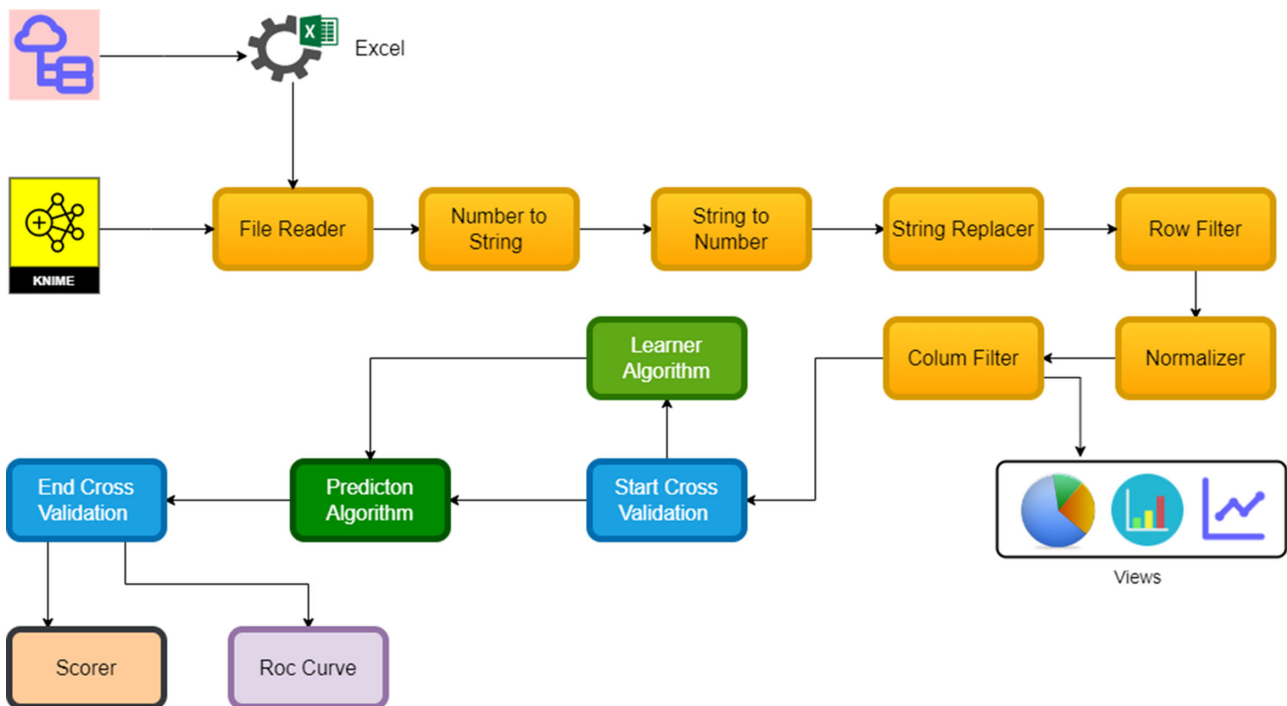 X
Excel
KNIME
File Reader
Number to
String
String to
Number
String Replacer
Row Filter
Learner
Algorithm
Colum Filter
Normalizer
End Cross
Validation
Predicton
Algorithm
Start Cross
Validation
Views
Scorer
Roc Curve